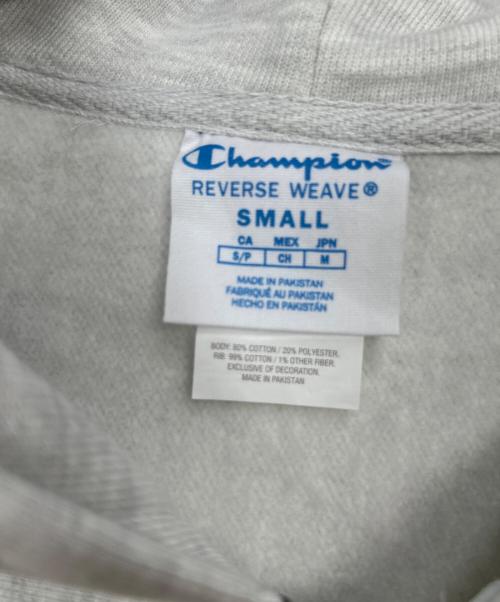 Champion
REVERSE WEAVE®
SMALL
CA MEX JPN
S/P CH M
MADE IN PAKISTAN
FABRIQUÉ AU PAKISTAN
HECHO EN PAKISTÁN
BODY: 80% COTTON / 20% POLYESTER.
RIB: 99% COTTON / 1% OTHER FIBER.
EXCLUSIVE OF DECORATION.
MADE IN PAKISTAN